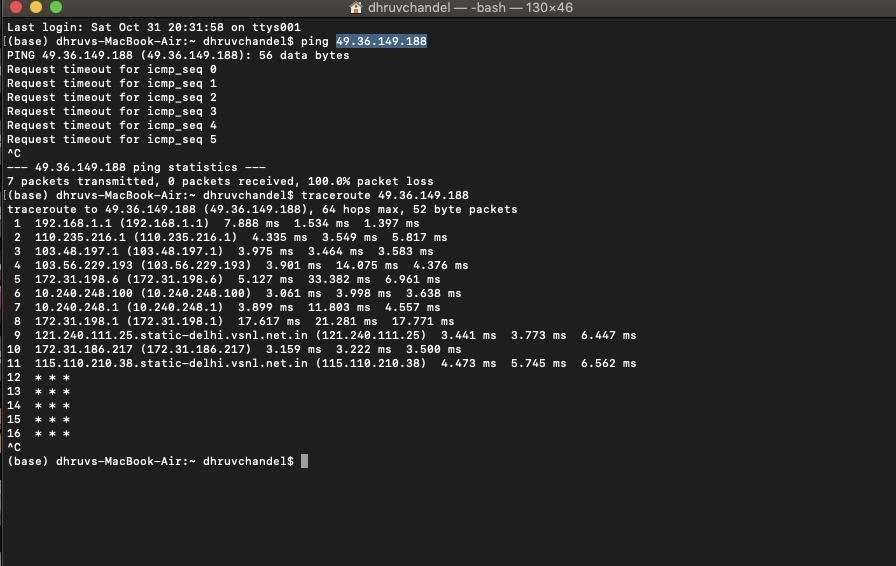 dhruvchandel — -bash — 130×46
Last login: Sat Oct 31 20:31:58 on ttys001
[(base) dhruvs-MacBook-Air:~ dhruvchandel$ ping 49.36.149.188
PING 49.36.149.188 (49.36.149.188): 56 data bytes
Request timeout for icmp_seq 0
Request timeout for icmp_seq 1
Request timeout for icmp_seq 2
Request timeout for icmp_seq 3
Request timeout for icmp_seq 4
Request timeout for icmp_seq 5
^C
--- 49.36.149.188 ping statistics ---
7 packets transmitted, 0 packets received, 100.0% packet loss
[(base) dhruvs-MacBook-Air:~ dhruvchandel$ traceroute 49.36.149.188
traceroute to 49.36.149.188 (49.36.149.188), 64 hops max, 52 byte packets
 1  192.168.1.1 (192.168.1.1)  7.888 ms  1.534 ms  1.397 ms
 2  110.235.216.1 (110.235.216.1)  4.335 ms  3.549 ms  5.817 ms
 3  103.48.197.1 (103.48.197.1)  3.975 ms  3.464 ms  3.583 ms
 4  103.56.229.193 (103.56.229.193)  3.901 ms  14.075 ms  4.376 ms
 5  172.31.198.6 (172.31.198.6)  5.127 ms  33.382 ms  6.961 ms
 6  10.240.248.100 (10.240.248.100)  3.061 ms  3.998 ms  3.638 ms
 7  10.240.248.1 (10.240.248.1)  3.899 ms  11.803 ms  4.557 ms
 8  172.31.198.1 (172.31.198.1)  17.617 ms  21.281 ms  17.771 ms
 9  121.240.111.25.static-delhi.vsnl.net.in (121.240.111.25)  3.441 ms  3.773 ms  6.447 ms
10  172.31.186.217 (172.31.186.217)  3.159 ms  3.222 ms  3.500 ms
11  115.110.210.38.static-delhi.vsnl.net.in (115.110.210.38)  4.473 ms  5.745 ms  6.562 ms
12  * * *
13  * * *
14  * * *
15  * * *
16  * * *
^C
(base) dhruvs-MacBook-Air:~ dhruvchandel$